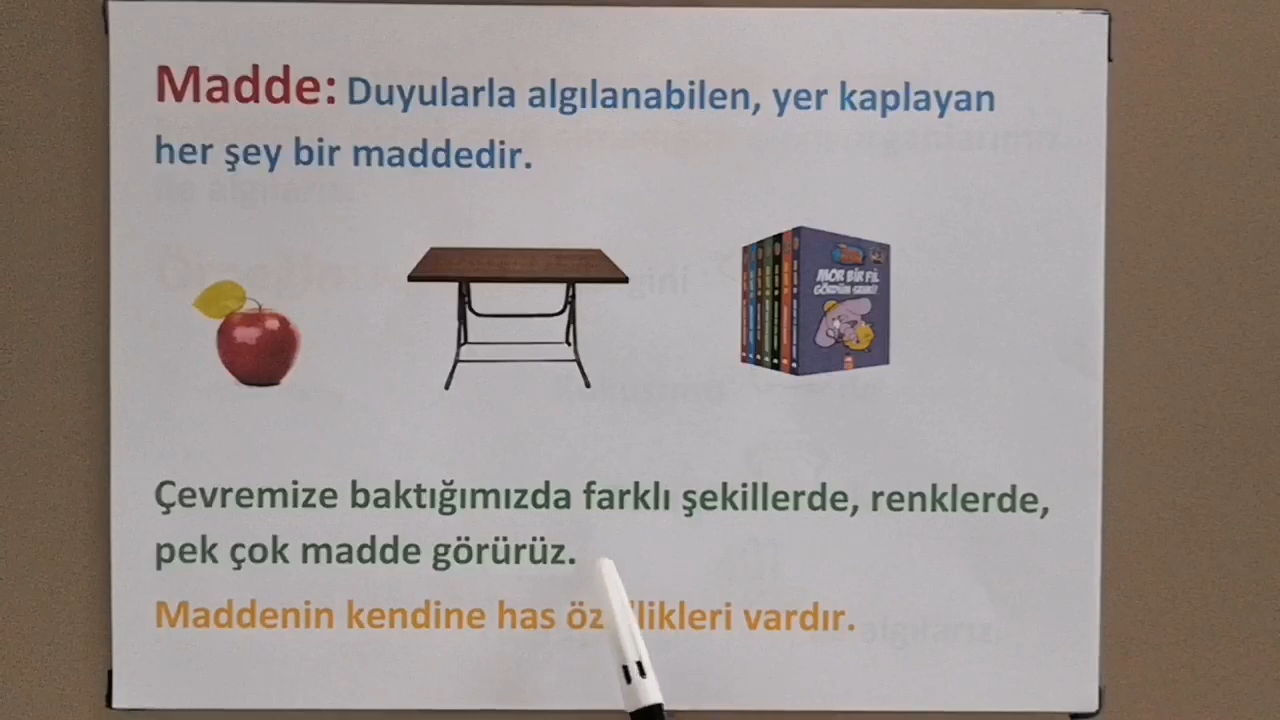 Madde: Duyularla algılanabilen, yer kaplayan
her şey bir maddedir.
MOR BİR FİL
Çevremize baktığımızda farklı şekillerde, renklerde,
pek çok madde görürüz.
Maddenin kendine has öz likleri vardır.